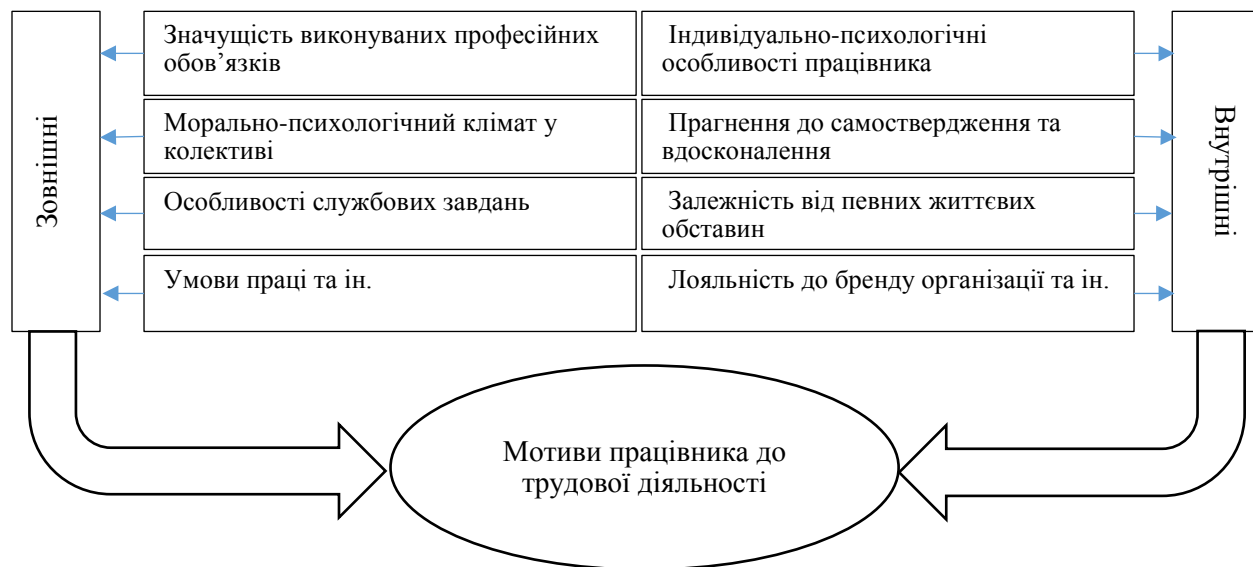 Зовнішні
Значущість виконуваних професійних
обов’язків
Морально-психологічний клімат у
колективі
Особливості службових завдань
Умови праці та ін.
Індивідуально-психологічні
особливості працівника
Прагнення до самоствердження та
вдосконалення
Залежність від певних життєвих
обставин
Лояльність до бренду організації та ін.
Внутрішні
Мотиви працівника до
трудової діяльності